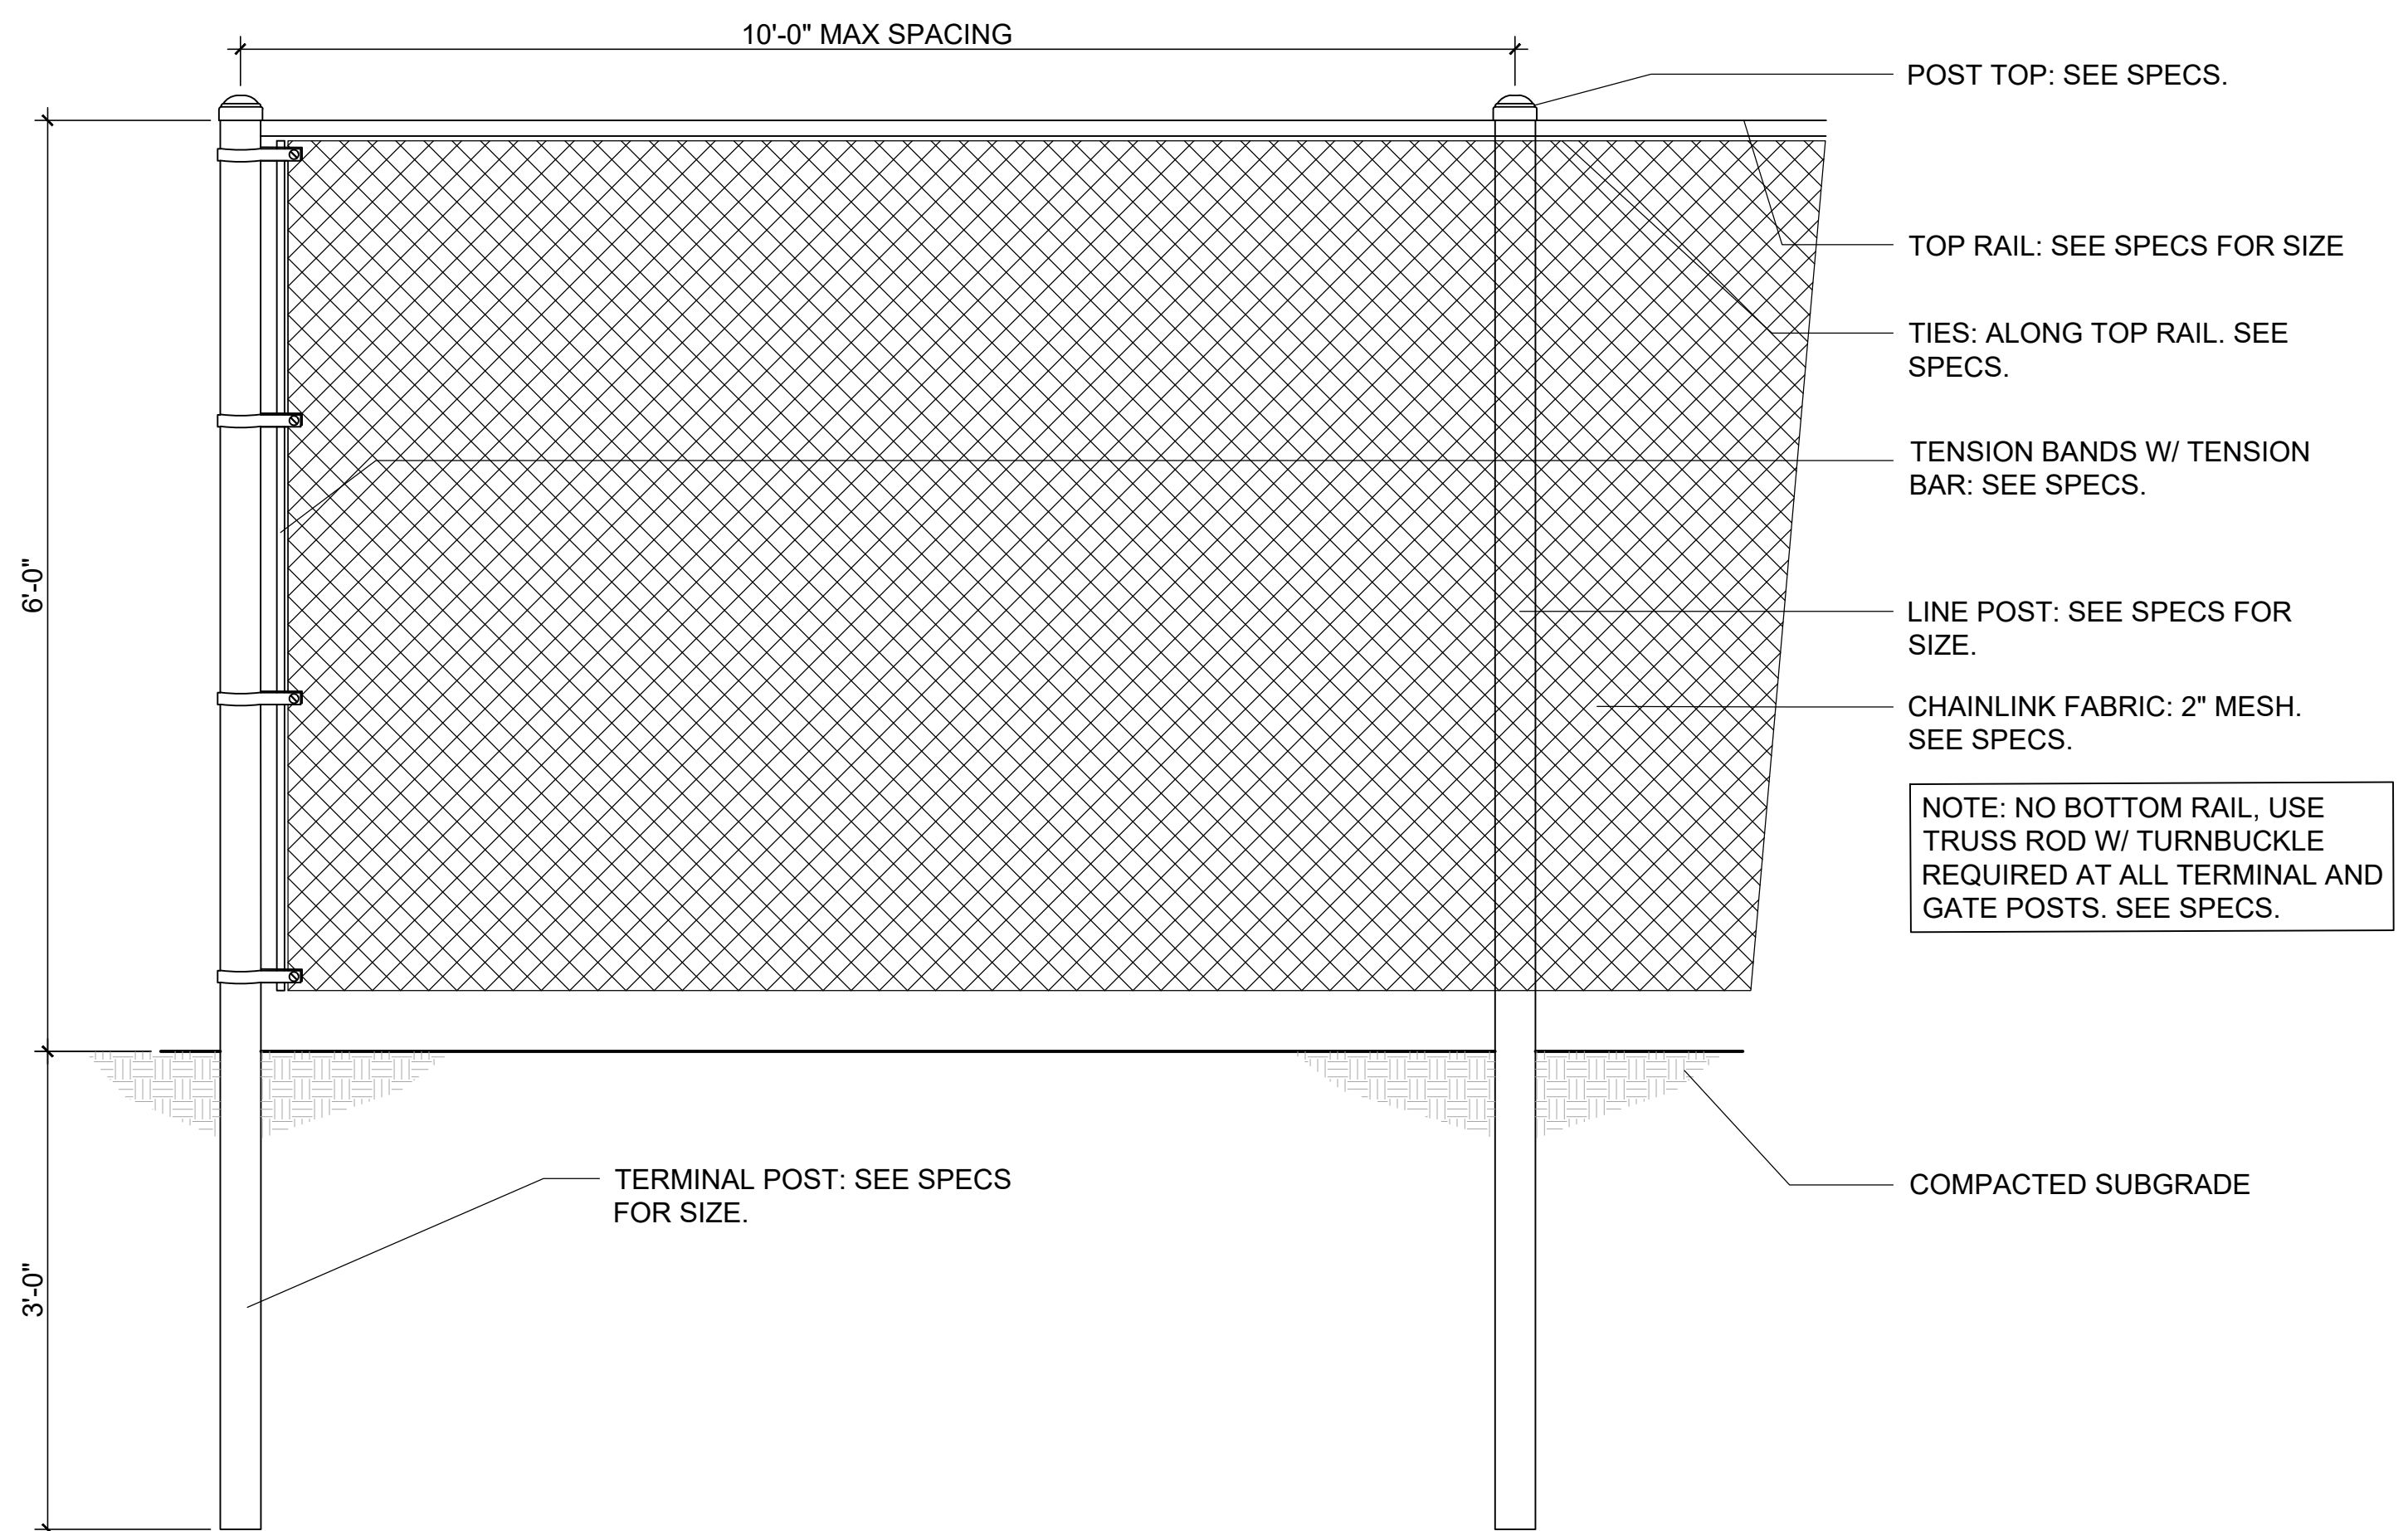 10'-0" MAX SPACING
POST TOP: SEE SPECS.
TOP RAIL: SEE SPECS FOR SIZE
TIES: ALONG TOP RAIL. SEE
SPECS.
TENSION BANDS W/ TENSION
BAR: SEE SPECS.
6'-0"
LINE POST: SEE SPECS FOR
SIZE.
CHAINLINK FABRIC: 2" MESH.
SEE SPECS.
NOTE: NO BOTTOM RAIL, USE
TRUSS ROD W/ TURNBUCKLE
REQUIRED AT ALL TERMINAL AND
GATE POSTS. SEE SPECS.
TERMINAL POST: SEE SPECS
FOR SIZE.
COMPACTED SUBGRADE
3'-0"